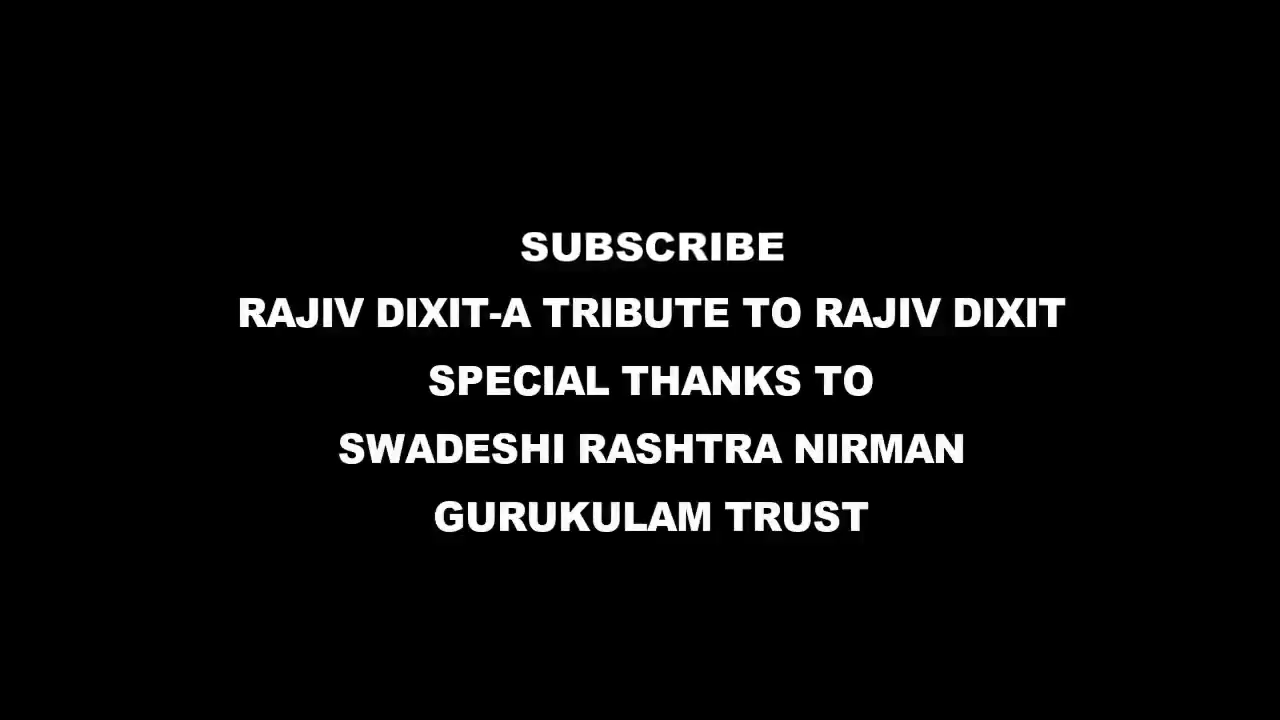 SUBSCRIBE
RAJIV DIXIT-A TRIBUTE TO RAJIV DIXIT
SPECIAL THANKS TO
SWADESHI RASHTRA NIRMAN
GURUKULAM TRUST